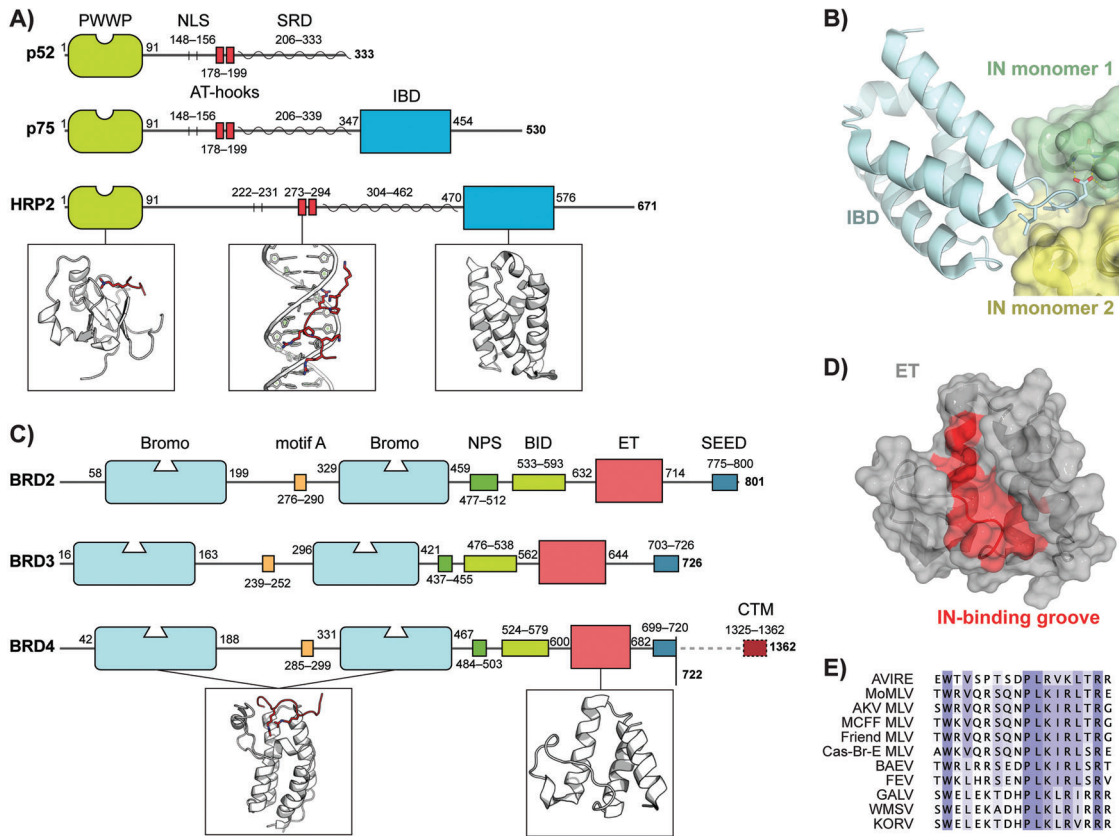 A)
PWWP NLS SRD
p52 1 91 148–156 206–333 333
178–199
AT-hooks IBD
p75 1 91 148–156 206–339 347 454 530
178–199
HRP2 1 91 222–231 273–294 304–462 470 576 671
B)
IN monomer 1
IBD
IN monomer 2
C)
Bromo motif A Bromo NPS BID ET SEED
BRD2 58 199 329 459 533–593 632 714 775–800 801
276–290 477–512
BRD3 16 163 296 421 476–538 562 644 703–726 726
239–252 437–455
CTM
BRD4 42 188 331 467 524–579 600 682 699–720 1325–1362 1362
285–299 484–503 722
D)
ET
IN-binding groove
E)
AVIRE EWTVSPTSDPLRVKLTRR
MoMLV TWRVQRSQNPLKIRLTRE
AKV MLV SWRVQRSQNPLKIRLTRG
MCFF MLV TWKVQRSQNPLKIRLTRG
Friend MLV TWKVQRSQNPLKIRLTRG
Cas-Br-E MLV AWKVQRSQNPLKIRLSRE
BAEV TWRLRRSEDPLKIRLSRT
FEV TWKLHRSENPLKIRLSRV
GALV SWELEKTDHPLKLRIRRR
WMSV SWELEKADHPLKLRIRRR
KORV SWELEKTDHPLKLRVRRR